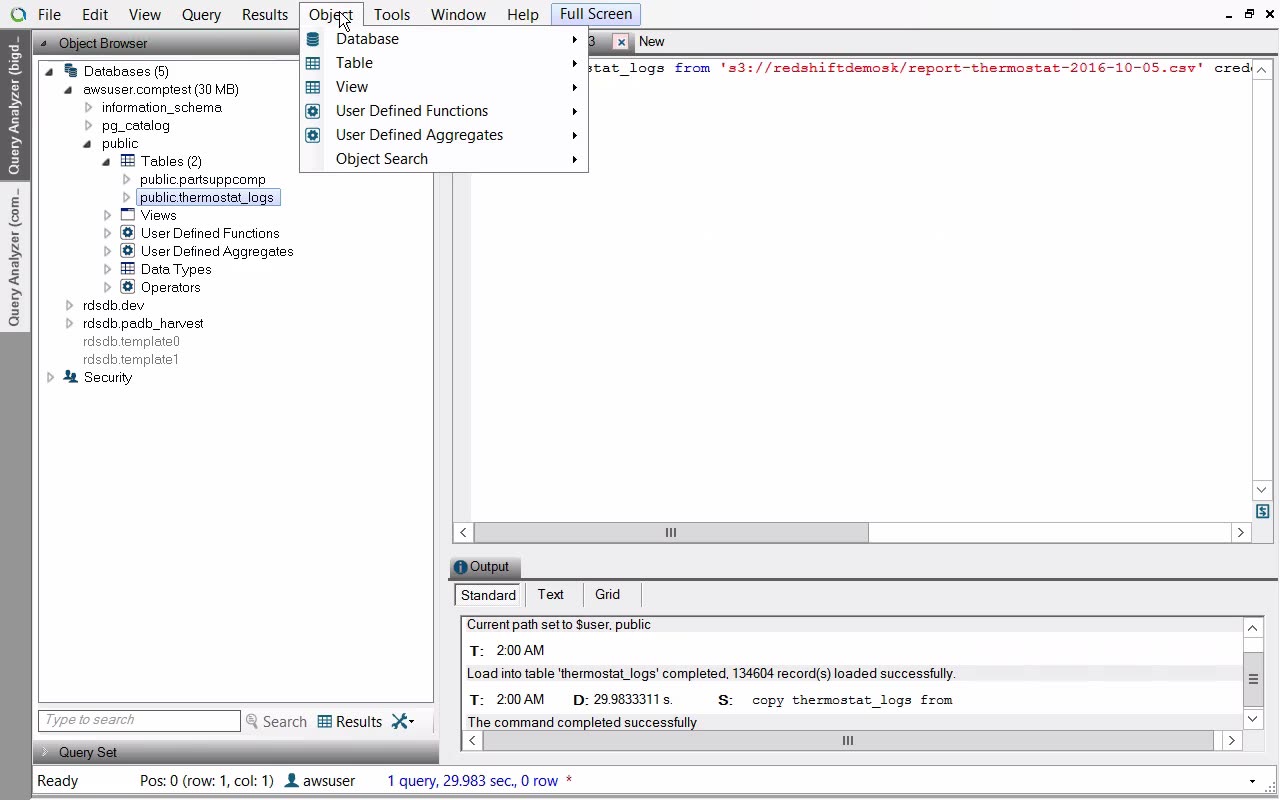 File Edit View Query Results Object Tools Window Help Full Screen
Query Analyzer (bigd...
Query Analyzer (com...
Object Browser
Databases (5)
awsuser.comptest (30 MB)
information_schema
pg_catalog
public
Tables (2)
public.partsuppcomp
public.thermostat_logs
Views
User Defined Functions
User Defined Aggregates
Data Types
Operators
rdsdb.dev
rdsdb.padb_harvest
rdsdb.template0
rdsdb.template1
Security
Type to search Search Results
Query Set
Database
Table
View
User Defined Functions
User Defined Aggregates
Object Search
3 New
stat_logs from 's3://redshiftdemosk/report-thermostat-2016-10-05.csv' crede
Output
Standard Text Grid
Current path set to $user, public
T: 2:00 AM
Load into table 'thermostat_logs' completed, 134604 record(s) loaded successfully.
T: 2:00 AM D: 29.9833311 s. S: copy thermostat_logs from
The command completed successfully
Ready Pos: 0 (row: 1, col: 1) awsuser 1 query, 29.983 sec., 0 row *